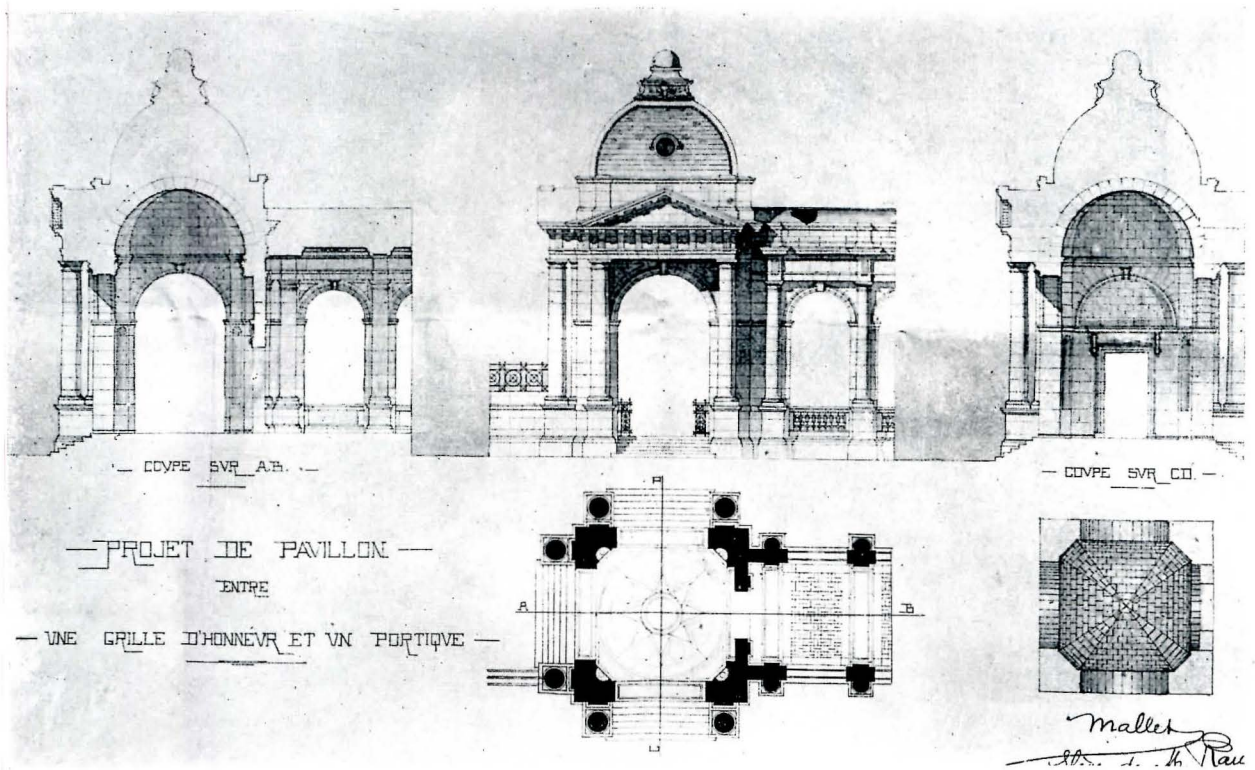 — COVPE SVR A.B. —
— COVPE SVR C.D. —
— PROJET DE PAVILLON —
ENTRE
— VNE GRILLE D'HONNEVR ET VN PORTIQVE —
A
B
Mallet